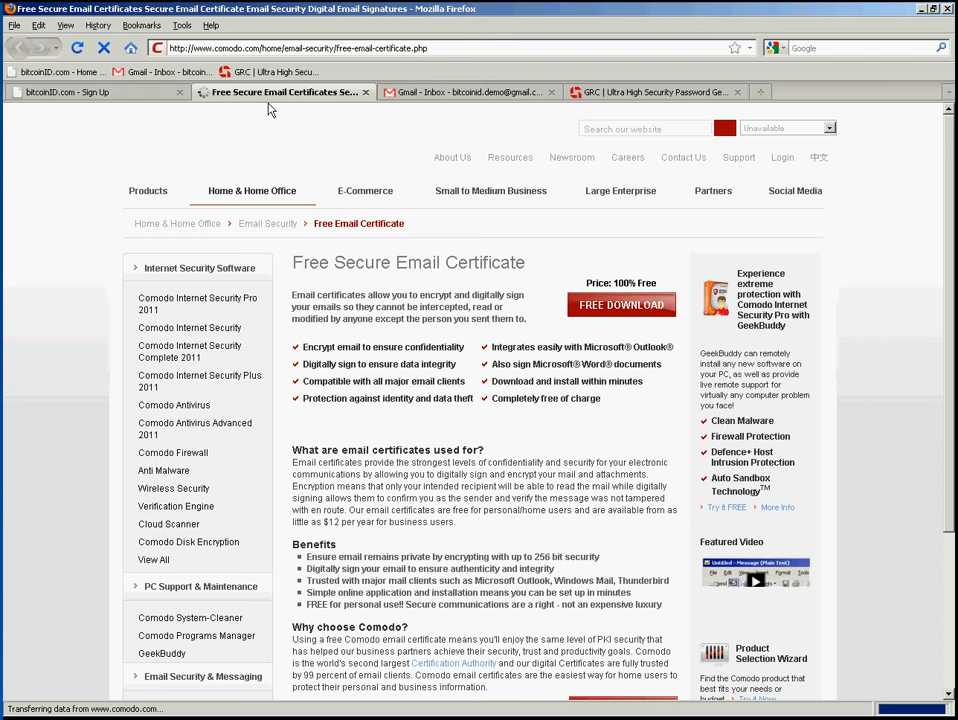 Free Secure Email Certificates Secure Email Certificate Email Security Digital Email Signatures - Mozilla Firefox
File Edit View History Bookmarks Tools Help
http://www.comodo.com/home/email-security/free-email-certificate.php
Google
bitcoinID.com - Home ... Gmail - Inbox - bitcoin... GRC | Ultra High Secu...
bitcoinID.com - Sign Up
Free Secure Email Certificates Se...
Gmail - Inbox - bitcoinid.demo@gmail.c...
GRC | Ultra High Security Password Ge...
Search our website
Unavailable
About Us Resources Newsroom Careers Contact Us Support Login 中文
Products Home & Home Office E-Commerce Small to Medium Business Large Enterprise Partners Social Media
Home & Home Office Email Security Free Email Certificate
Internet Security Software
Comodo Internet Security Pro
2011
Comodo Internet Security
Comodo Internet Security
Complete 2011
Comodo Internet Security Plus
2011
Comodo Antivirus
Comodo Antivirus Advanced
2011
Comodo Firewall
Anti Malware
Wireless Security
Verification Engine
Cloud Scanner
Comodo Disk Encryption
View All
PC Support & Maintenance
Comodo System-Cleaner
Comodo Programs Manager
GeekBuddy
Email Security & Messaging
Free Secure Email Certificate
Email certificates allow you to encrypt and digitally sign
your emails so they cannot be intercepted, read or
modified by anyone except the person you sent them to.
Price: 100% Free
FREE DOWNLOAD
Encrypt email to ensure confidentiality
Digitally sign to ensure data integrity
Compatible with all major email clients
Protection against identity and data theft
Integrates easily with Microsoft® Outlook®
Also sign Microsoft® Word® documents
Download and install within minutes
Completely free of charge
What are email certificates used for?
Email certificates provide the strongest levels of confidentiality and security for your electronic
communications by allowing you to digitally sign and encrypt your mail and attachments.
Encryption means that only your intended recipient will be able to read the mail while digitally
signing allows them to confirm you as the sender and verify the message was not tampered
with en route. Our email certificates are free for personal/home users and are available from as
little as $12 per year for business users.
Benefits
Ensure email remains private by encrypting with up to 256 bit security
Digitally sign your email to ensure authenticity and integrity
Trusted with major mail clients such as Microsoft Outlook, Windows Mail, Thunderbird
Simple online application and installation means you can be set up in minutes
FREE for personal use!! Secure communications are a right - not an expensive luxury
Why choose Comodo?
Using a free Comodo email certificate means you'll enjoy the same level of PKI security that
has helped our business partners achieve their security, trust and productivity goals. Comodo
is the world's second largest Certification Authority and our digital Certificates are fully trusted
by 99 percent of email clients. Comodo email certificates are the easiest way for home users to
protect their personal and business information.
Experience
extreme
protection with
Comodo Internet
Security Pro with
GeekBuddy
GeekBuddy can remotely
install any new software on
your PC, as well as provide
live remote support for
virtually any computer problem
you face!
Clean Malware
Firewall Protection
Defence+ Host
Intrusion Protection
Auto Sandbox
Technology TM
Try it FREE More Info
Featured Video
Untitled - Message (Plain Text)
File Edit View Format Tools
Send
Product
Selection Wizard
Find the Comodo product that
best fits your needs or
budget. Try it Now
Transferring data from www.comodo.com...